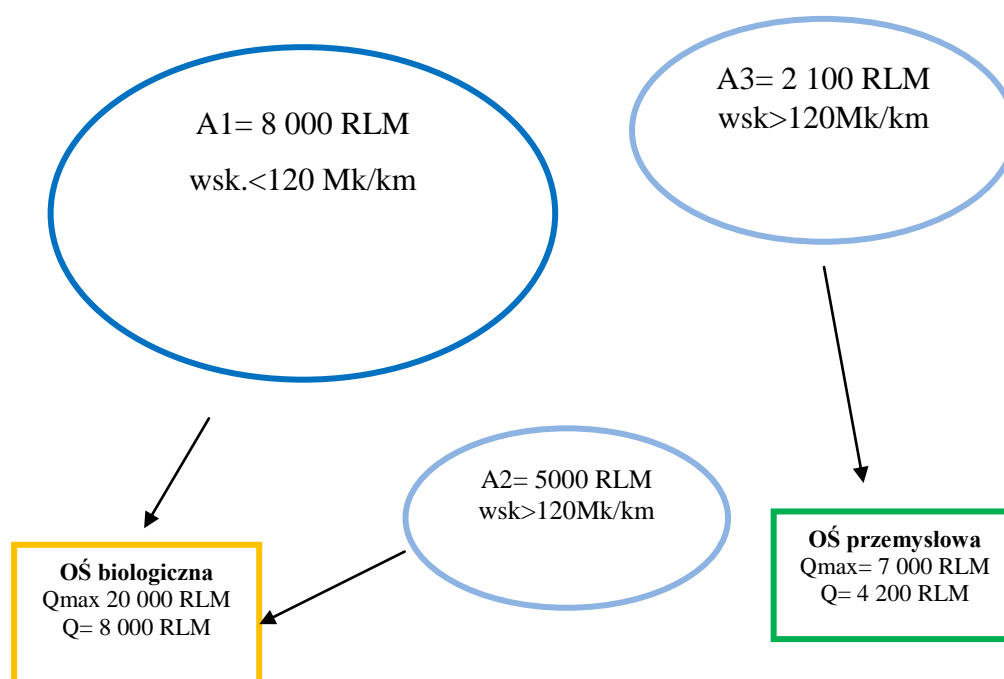 A1= 8 000 RLM
wsk.<120 Mk/km
A3= 2 100 RLM
wsk>120Mk/km
A2= 5000 RLM
wsk>120Mk/km
OŚ biologiczna
Qmax 20 000 RLM
Q= 8 000 RLM
OŚ przemysłowa
Qmax= 7 000 RLM
Q= 4 200 RLM